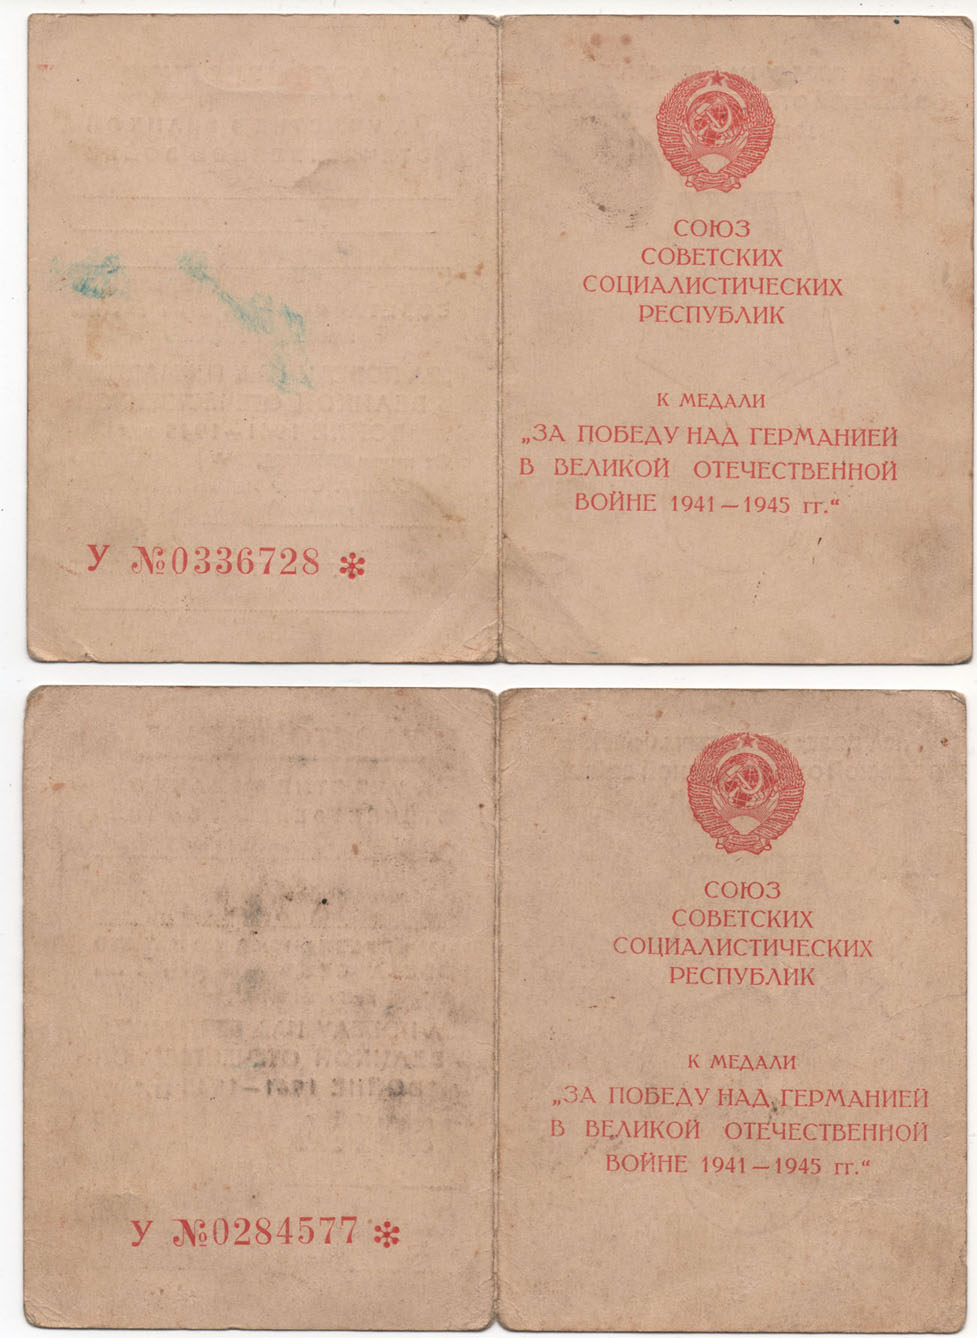 СОЮЗ
СОВЕТСКИХ
СОЦИАЛИСТИЧЕСКИХ
РЕСПУБЛИК
К МЕДАЛИ
„ЗА ПОБЕДУ НАД ГЕРМАНИЕЙ
В ВЕЛИКОЙ ОТЕЧЕСТВЕННОЙ
ВОЙНЕ 1941—1945 гг.“
У №0336728 *
СОЮЗ
СОВЕТСКИХ
СОЦИАЛИСТИЧЕСКИХ
РЕСПУБЛИК
К МЕДАЛИ
„ЗА ПОБЕДУ НАД ГЕРМАНИЕЙ
В ВЕЛИКОЙ ОТЕЧЕСТВЕННОЙ
ВОЙНЕ 1941—1945 гг.“
У №0284577 *